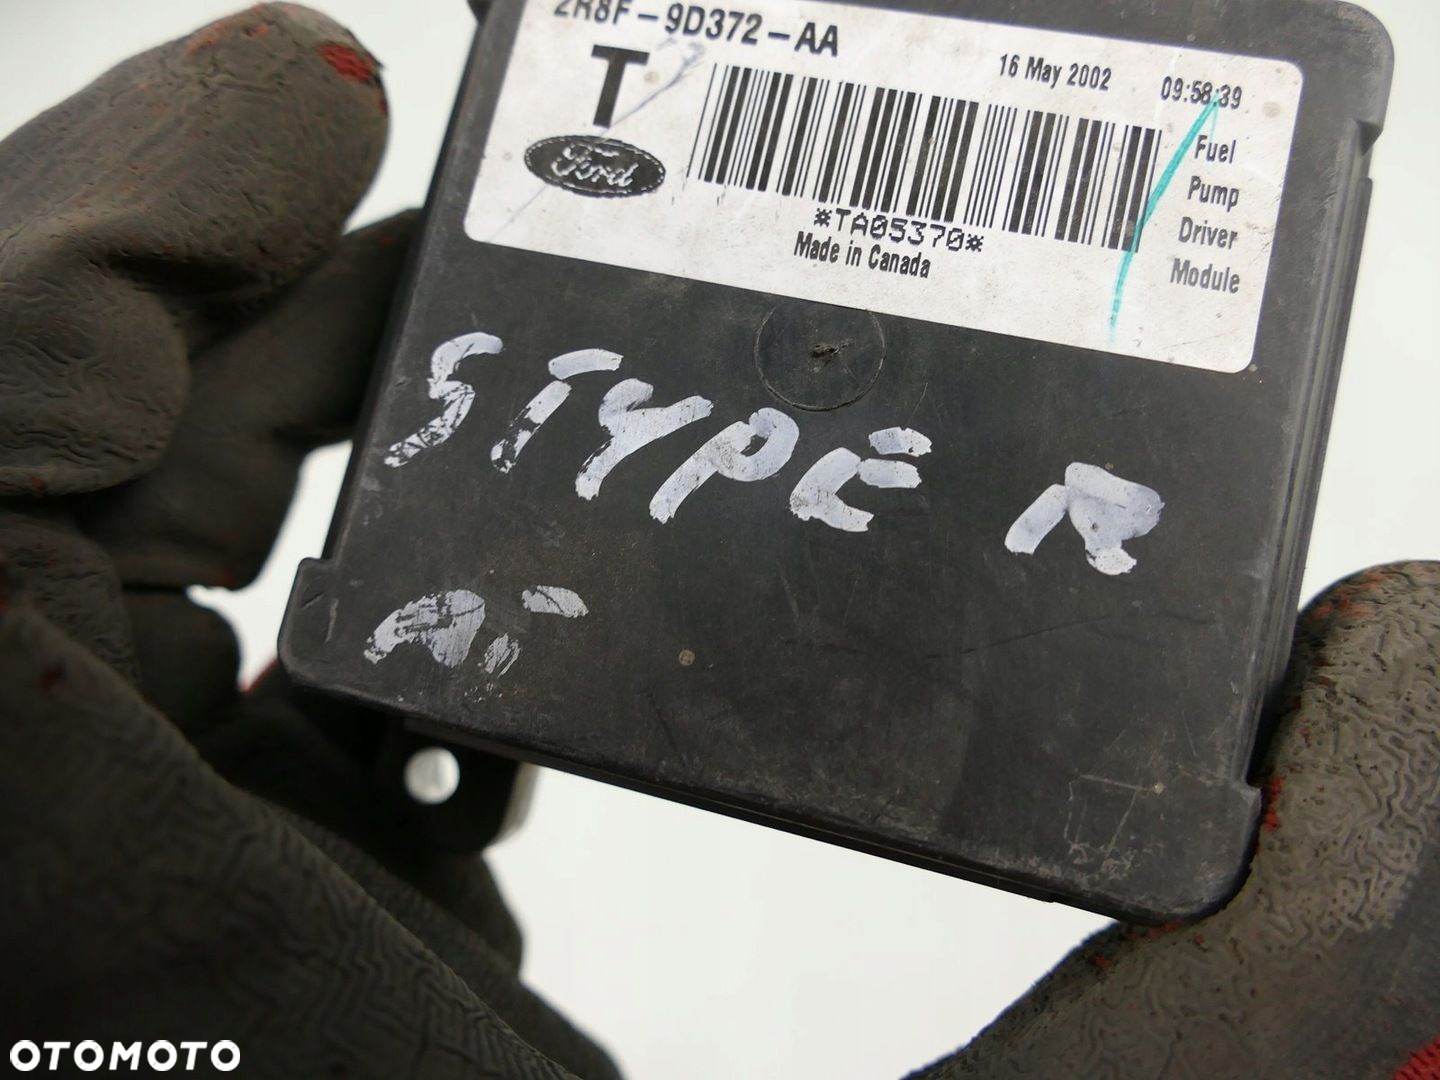 2R8F-9D372-AA
16 May 2002 09:58:39
T
Ford
Fuel
Pump
Driver
Module
*TA05370*
Made in Canada
STYPE R
OTOMOTO